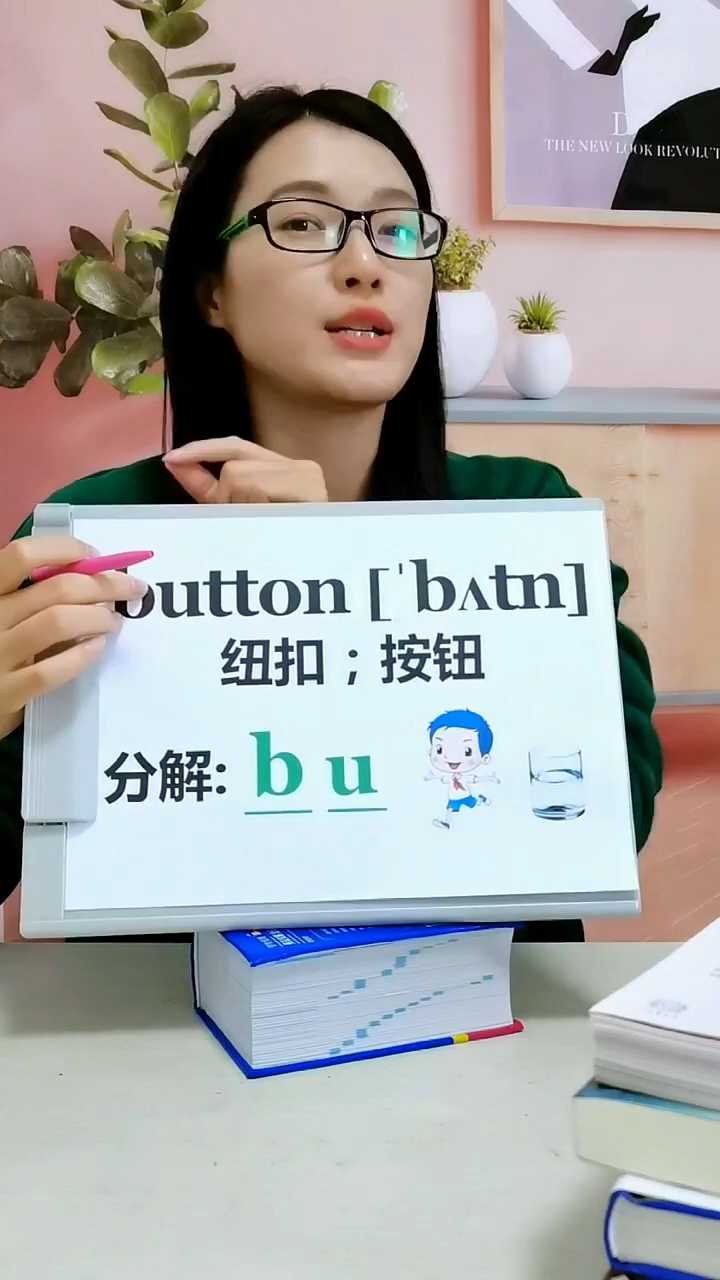 THE NEW LOOK REVOLUT
button [ˈbʌtn]
纽扣；按钮
分解: b u